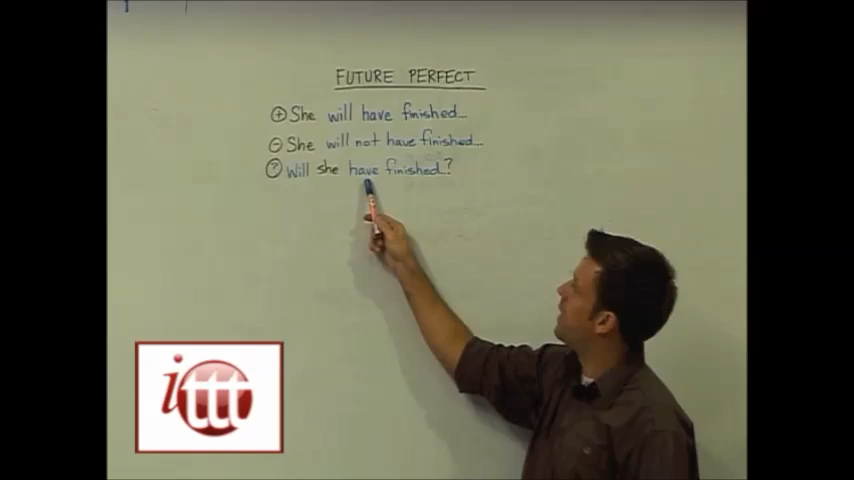 FUTURE PERFECT
+ She will have finished...
- She will not have finished...
? Will she have finished..?
ittt